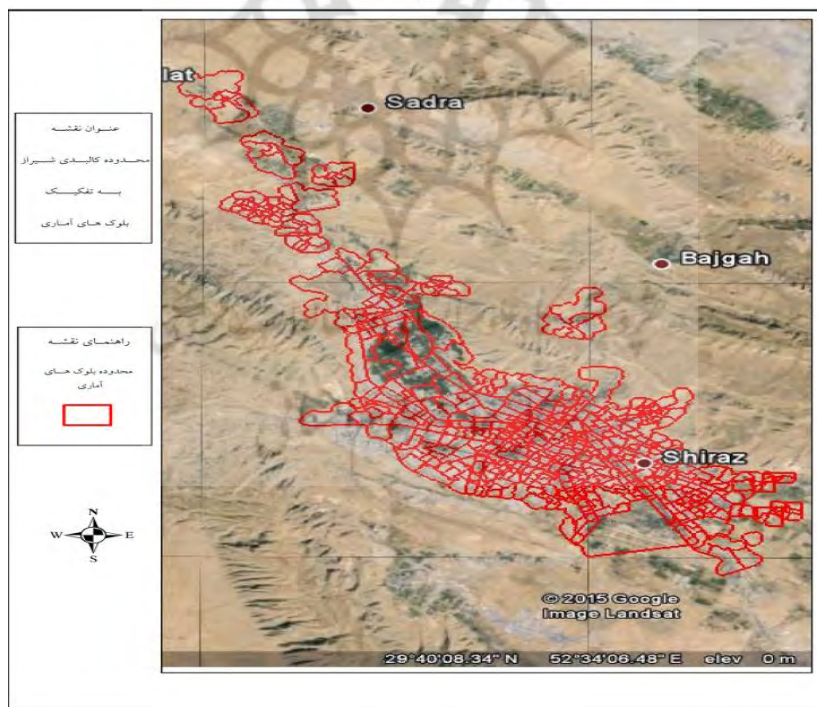 lat
Sadra
عنوان نقشه
محدوده کالبدی شیراز
به تفکیک
بلوک های آماری
Bajgah
راهنمای نقشه
محدوده بلوک های
آماری
Shiraz
N
W E
S
© 2015 Google
Image Landsat
29°40'08.34" N 52°34'06.48" E elev 0 m